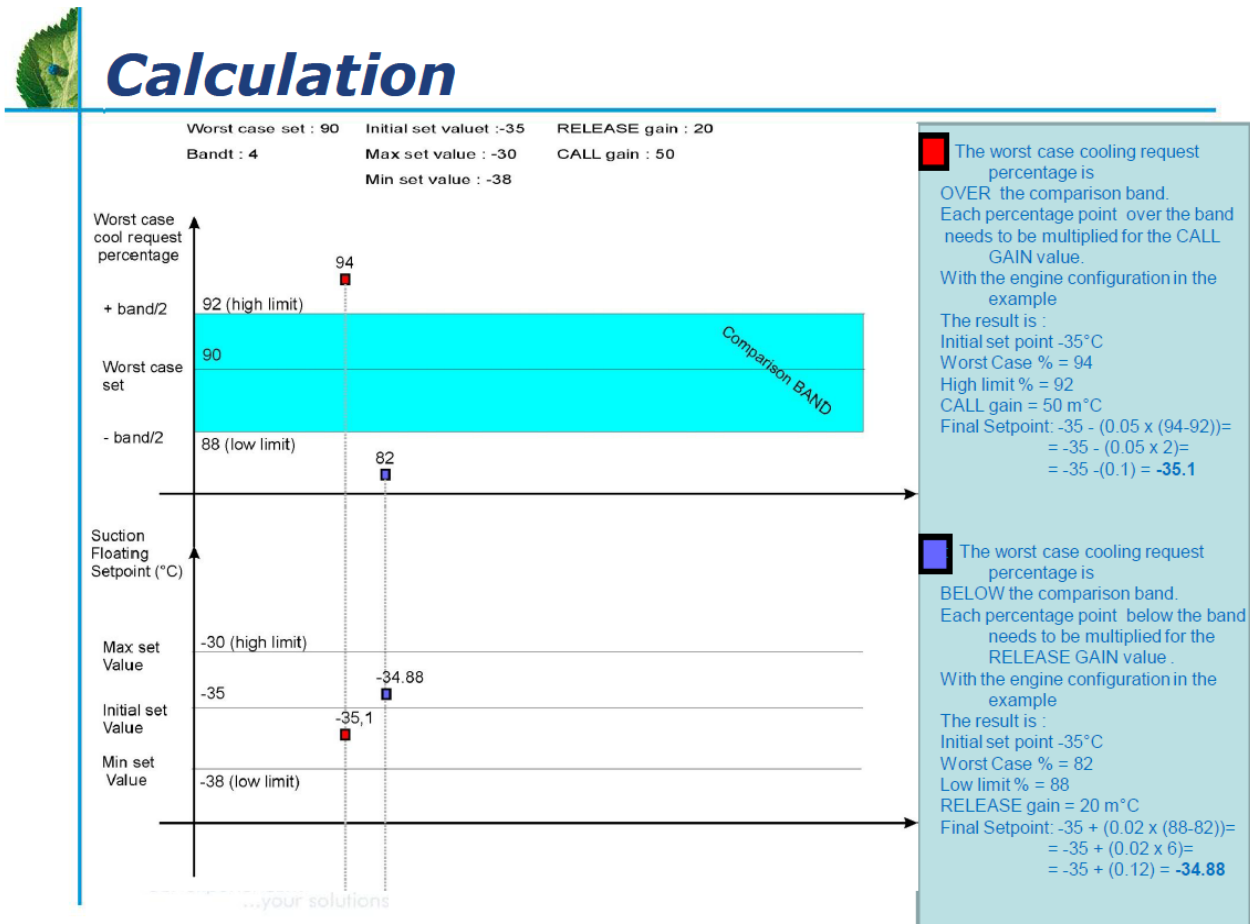 Calculation
Worst case set : 90 Initial set valuet :-35 RELEASE gain : 20
Bandt : 4 Max set value : -30 CALL gain : 50
Min set value : -38
Worst case
cool request
percentage
94
+ band/2
92 (high limit)
Comparison BAND
90
Worst case
set
- band/2
88 (low limit)
82
Suction
Floating
Setpoint (°C)
Max set
Value
-30 (high limit)
-34.88
-35
Initial set
Value
-35,1
Min set
Value
-38 (low limit)
...your solutions
The worst case cooling request
percentage is
OVER the comparison band.
Each percentage point over the band
needs to be multiplied for the CALL
GAIN value.
With the engine configuration in the
example
The result is :
Initial set point -35°C
Worst Case % = 94
High limit % = 92
CALL gain = 50 m°C
Final Setpoint: -35 - (0.05 x (94-92))=
= -35 - (0.05 x 2)=
= -35 -(0.1) = -35.1
The worst case cooling request
percentage is
BELOW the comparison band.
Each percentage point below the band
needs to be multiplied for the
RELEASE GAIN value .
With the engine configuration in the
example
The result is :
Initial set point -35°C
Worst Case % = 82
Low limit % = 88
RELEASE gain = 20 m°C
Final Setpoint: -35 + (0.02 x (88-82))=
= -35 + (0.02 x 6)=
= -35 + (0.12) = -34.88